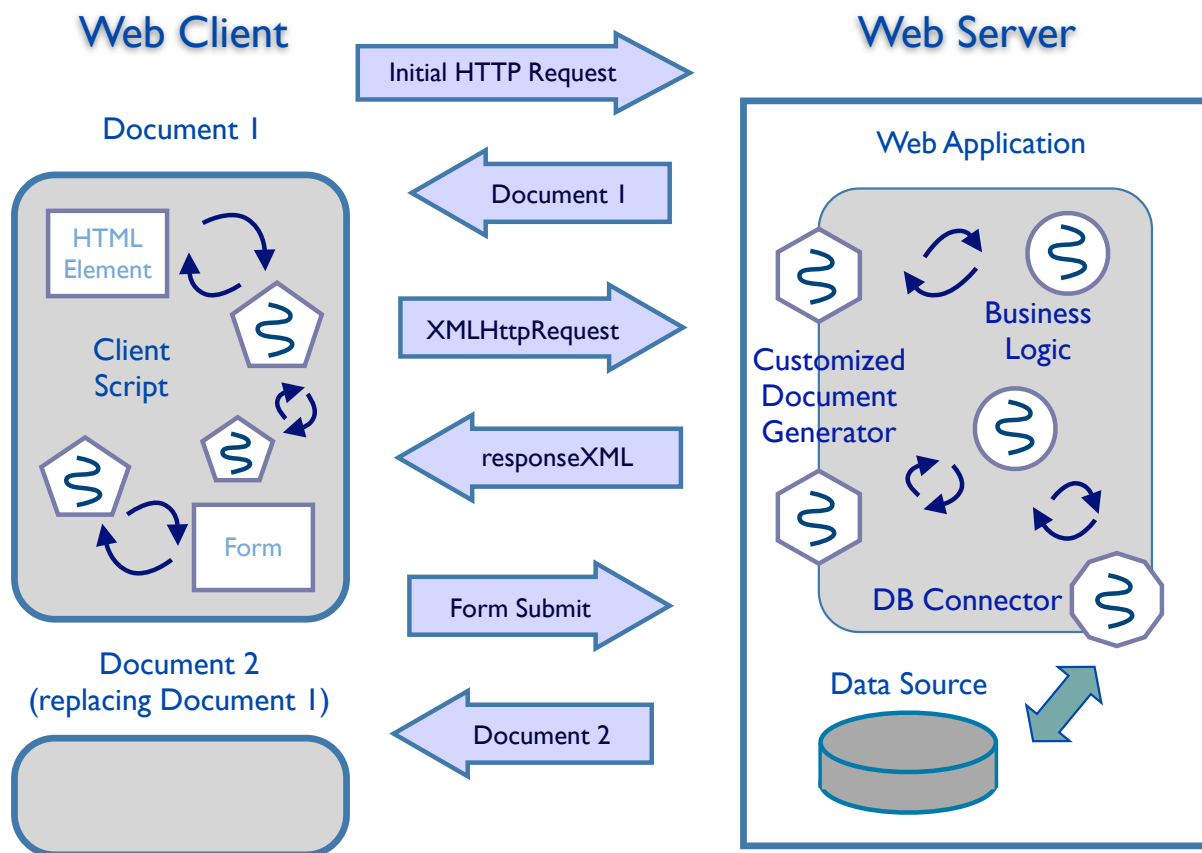 Web Client
Web Server
Initial HTTP Request
Document 1
Web Application
Document 1
HTML
Element
XMLHttpRequest
Business
Logic
Client
Script
Customized
Document
Generator
responseXML
Form
Form Submit
DB Connector
Document 2
(replacing Document 1)
Data Source
Document 2